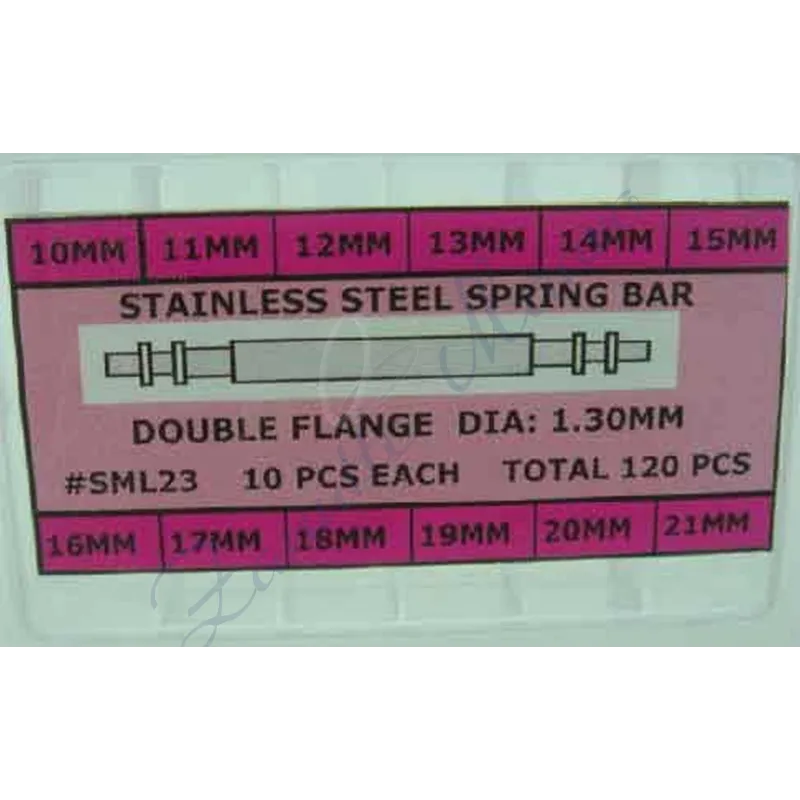 10MM 11MM 12MM 13MM 14MM 15MM
STAINLESS STEEL SPRING BAR
DOUBLE FLANGE DIA: 1.30MM
#SML23 10 PCS EACH TOTAL 120 PCS
16MM 17MM 18MM 19MM 20MM 21MM